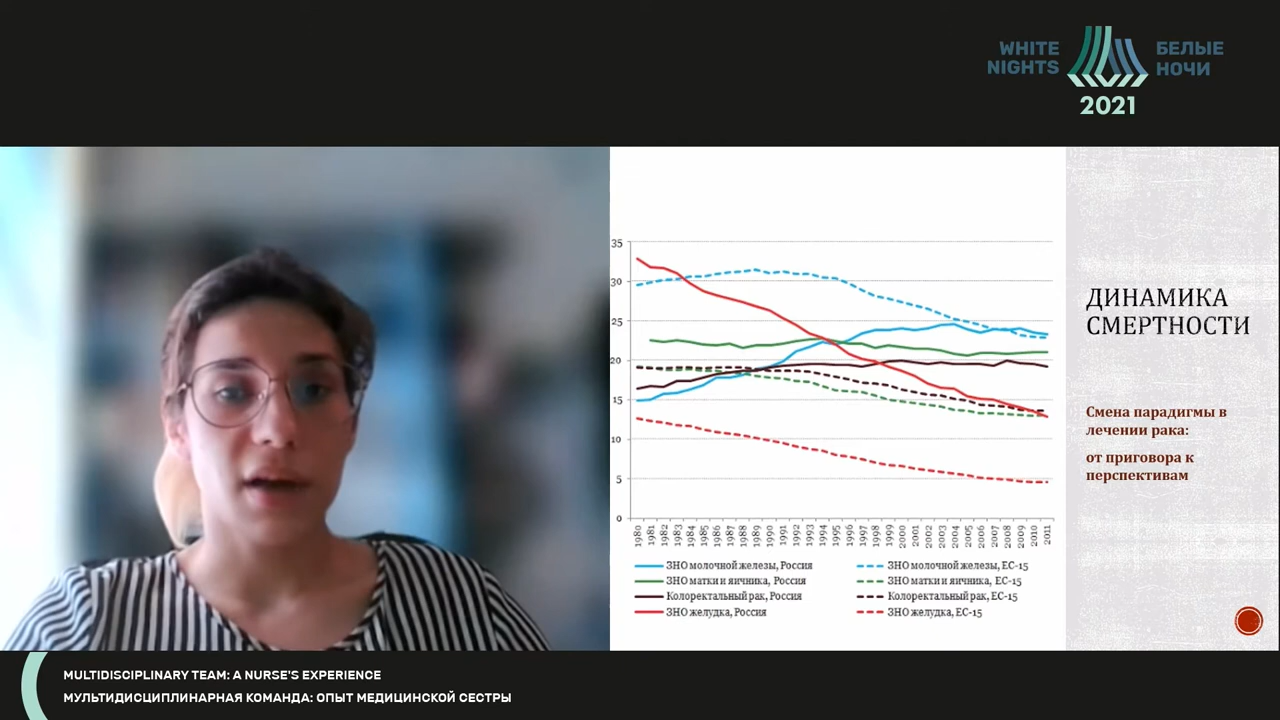 WHITE
NIGHTS
БЕЛЫЕ
НОЧИ
2021
35
30
25
20
15
10
5
0
1980 1981 1982 1983 1984 1985 1986 1987 1988 1989 1990 1991 1992 1993 1994 1995 1996 1997 1998 1999 2000 2001 2002 2003 2004 2005 2006 2007 2008 2009 2010 2011
ЗНО молочной железы, Россия
ЗНО молочной железы, ЕС-15
ЗНО матки и яичника, Россия
ЗНО матки и яичника, ЕС-15
Колоректальный рак, Россия
Колоректальный рак, ЕС-15
ЗНО желудка, Россия
ЗНО желудка, ЕС-15
ДИНАМИКА
СМЕРТНОСТИ
Смена парадигмы в
лечении рака:
от приговора к
перспективам
MULTIDISCIPLINARY TEAM: A NURSE'S EXPERIENCE
МУЛЬТИДИСЦИПЛИНАРНАЯ КОМАНДА: ОПЫТ МЕДИЦИНСКОЙ СЕСТРЫ